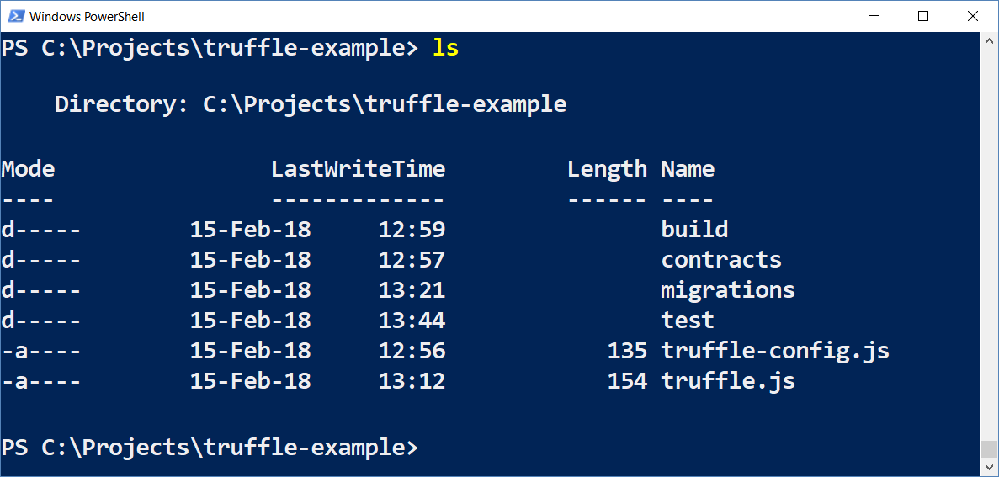 Windows PowerShell
PS C:\Projects\truffle-example> ls
Directory: C:\Projects\truffle-example
Mode LastWriteTime Length Name
---- ------------- ------ ----
d----- 15-Feb-18 12:59 build
d----- 15-Feb-18 12:57 contracts
d----- 15-Feb-18 13:21 migrations
d----- 15-Feb-18 13:44 test
-a---- 15-Feb-18 12:56 135 truffle-config.js
-a---- 15-Feb-18 13:12 154 truffle.js
PS C:\Projects\truffle-example>